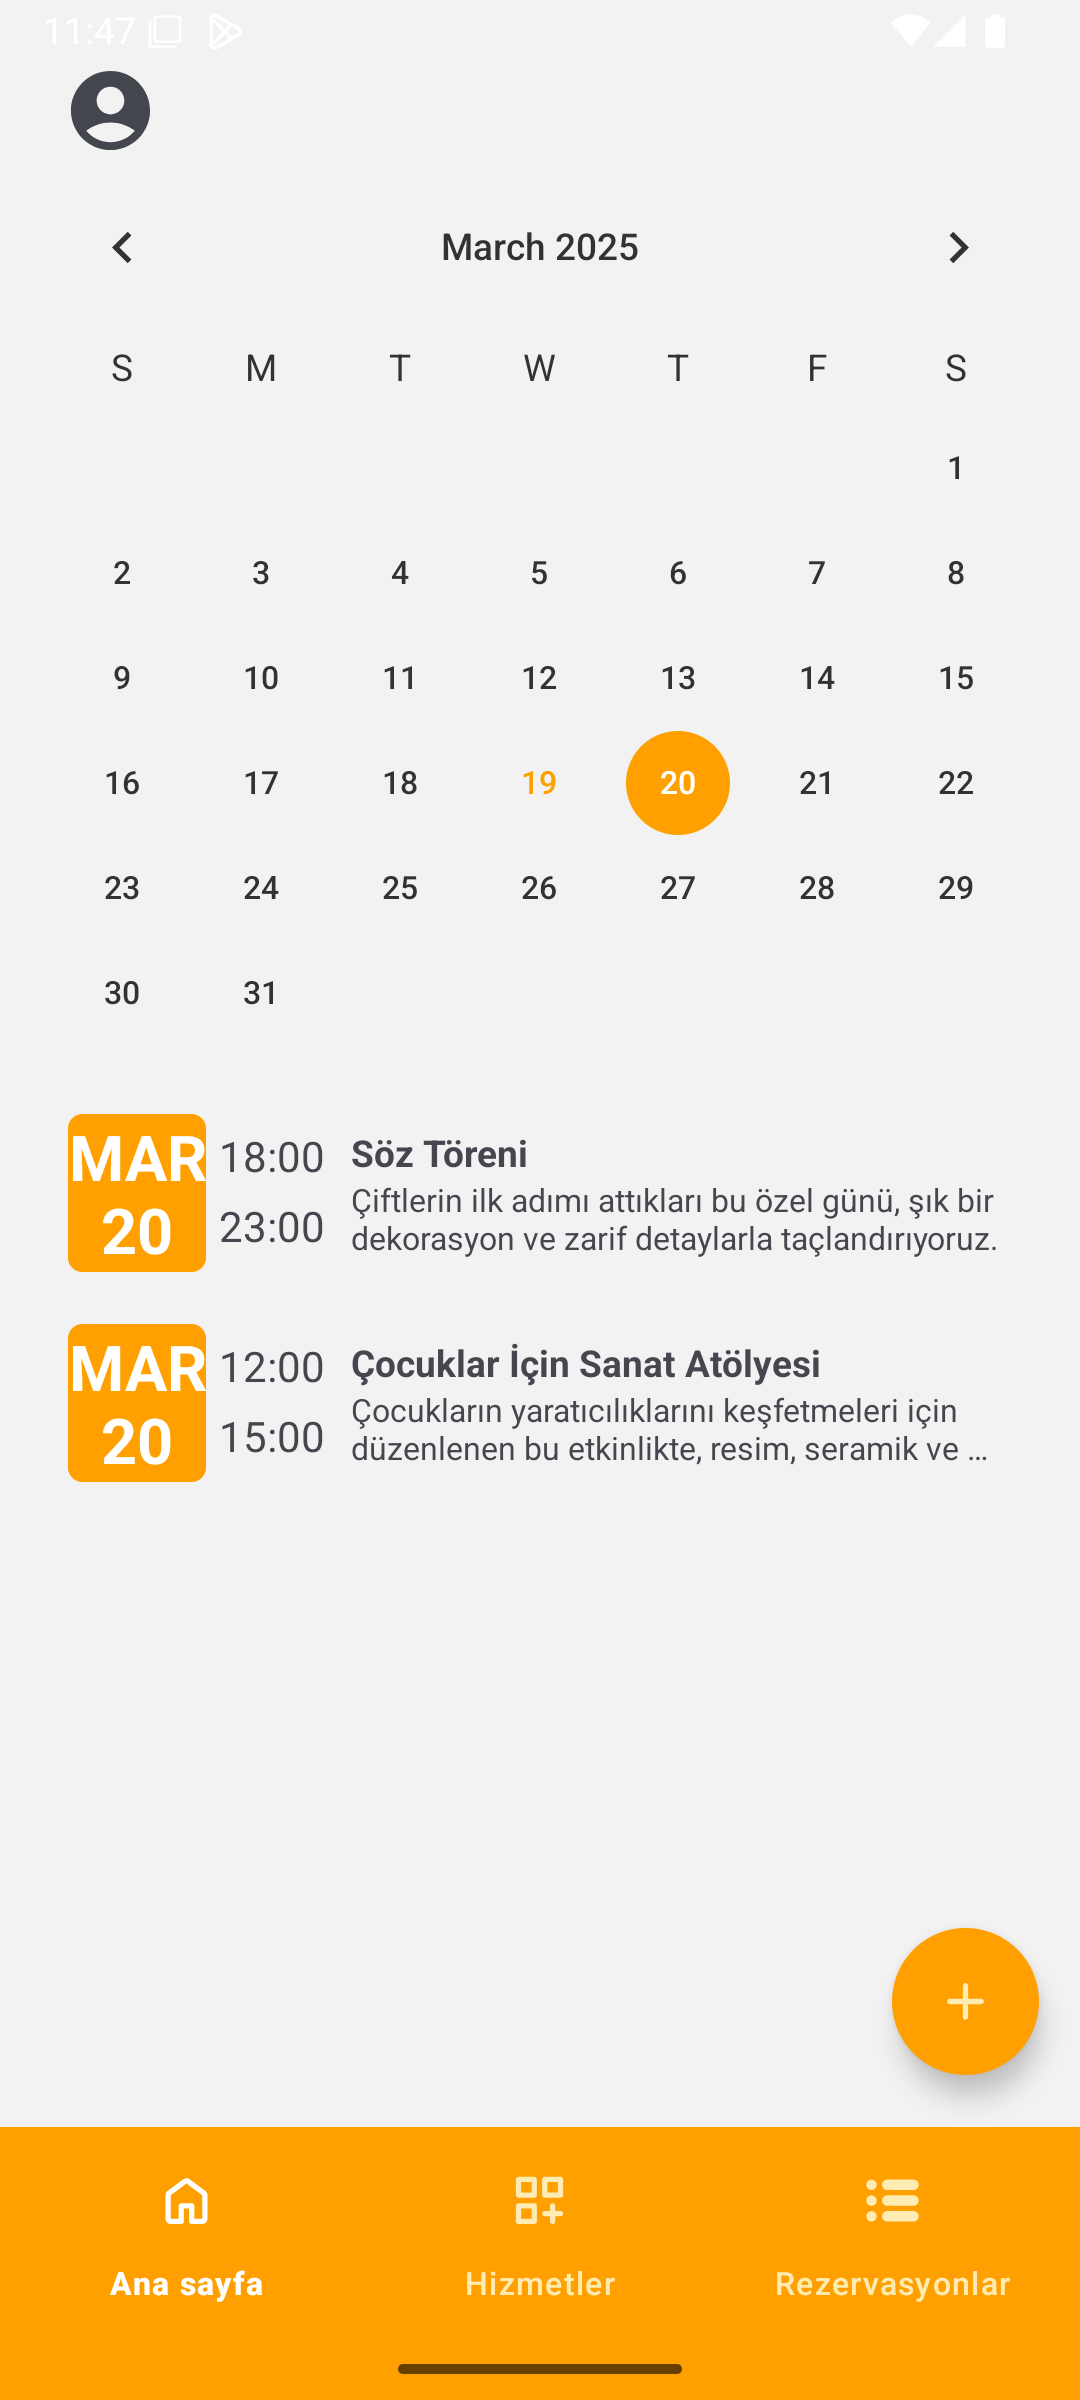 11:47
March 2025
S M T W T F S
1
2 3 4 5 6 7 8
9 10 11 12 13 14 15
16 17 18 19 20 21 22
23 24 25 26 27 28 29
30 31
MAR
20
18:00
23:00
Söz Töreni
Çiftlerin ilk adımı attıkları bu özel günü, şık bir
dekorasyon ve zarif detaylarla taçlandırıyoruz.
MAR
20
12:00
15:00
Çocuklar İçin Sanat Atölyesi
Çocukların yaratıcılıklarını keşfetmeleri için
düzenlenen bu etkinlikte, resim, seramik ve ...
Ana sayfa
Hizmetler
Rezervasyonlar